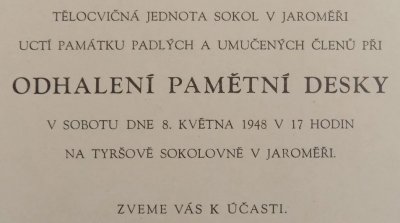 TĚLOCVIČNÁ JEDNOTA SOKOL V JAROMĚŘI
UCTÍ PAMÁTKU PADLÝCH A UMUČENÝCH ČLENŮ PŘI
ODHALENÍ PAMĚTNÍ DESKY
V SOBOTU DNE 8. KVĚTNA 1948 V 17 HODIN
NA TYRŠOVĚ SOKOLOVNĚ V JAROMĚŘI.
ZVEME VÁS K ÚČASTI.